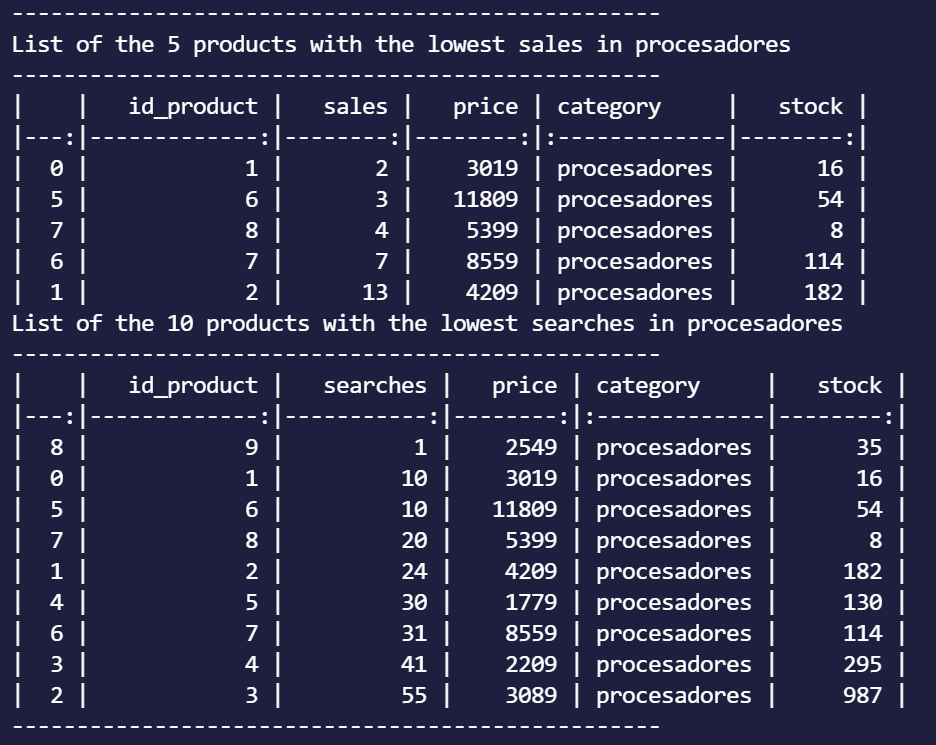 --------------------------------------------------
List of the 5 products with the lowest sales in procesadores
--------------------------------------------------
|    |   id_product |   sales |   price | category      |   stock |
|---:|-------------:|--------:|--------:|:-------------|--------:|
|  0 |            1 |       2 |    3019 | procesadores |      16 |
|  5 |            6 |       3 |   11809 | procesadores |      54 |
|  7 |            8 |       4 |    5399 | procesadores |       8 |
|  6 |            7 |       7 |    8559 | procesadores |     114 |
|  1 |            2 |      13 |    4209 | procesadores |     182 |
List of the 10 products with the lowest searches in procesadores
--------------------------------------------------
|    |   id_product |   searches |   price | category      |   stock |
|---:|-------------:|-----------:|--------:|:-------------|--------:|
|  8 |            9 |          1 |    2549 | procesadores |      35 |
|  0 |            1 |         10 |    3019 | procesadores |      16 |
|  5 |            6 |         10 |   11809 | procesadores |      54 |
|  7 |            8 |         20 |    5399 | procesadores |       8 |
|  1 |            2 |         24 |    4209 | procesadores |     182 |
|  4 |            5 |         30 |    1779 | procesadores |     130 |
|  6 |            7 |         31 |    8559 | procesadores |     114 |
|  3 |            4 |         41 |    2209 | procesadores |     295 |
|  2 |            3 |         55 |    3089 | procesadores |     987 |
--------------------------------------------------